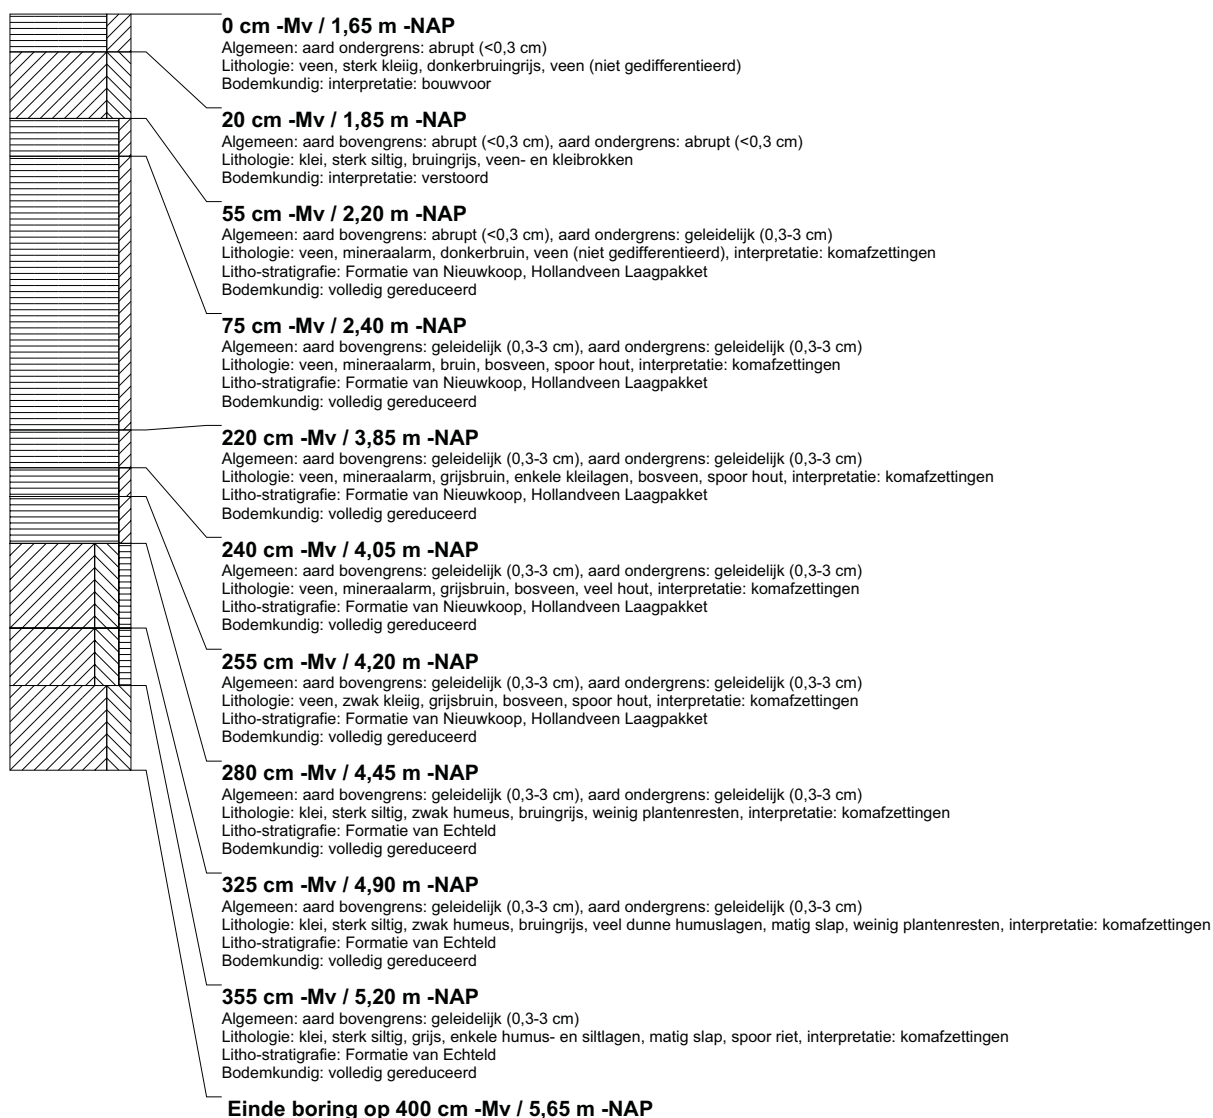 0 cm -Mv / 1,65 m -NAP
Algemeen: aard ondergrens: abrupt (<0,3 cm)
Lithologie: veen, sterk kleiig, donkerbruingrijs, veen (niet gedifferentieerd)
Bodemkundig: interpretatie: bouwvoor
20 cm -Mv / 1,85 m -NAP
Algemeen: aard bovengrens: abrupt (<0,3 cm), aard ondergrens: abrupt (<0,3 cm)
Lithologie: klei, sterk siltig, bruingrijs, veen- en kleibrokken
Bodemkundig: interpretatie: verstoord
55 cm -Mv / 2,20 m -NAP
Algemeen: aard bovengrens: abrupt (<0,3 cm), aard ondergrens: geleidelijk (0,3-3 cm)
Lithologie: veen, mineraalarm, donkerbruin, veen (niet gedifferentieerd), interpretatie: komafzettingen
Litho-stratigrafie: Formatie van Nieuwkoop, Hollandveen Laagpakket
Bodemkundig: volledig gereduceerd
75 cm -Mv / 2,40 m -NAP
Algemeen: aard bovengrens: geleidelijk (0,3-3 cm), aard ondergrens: geleidelijk (0,3-3 cm)
Lithologie: veen, mineraalarm, bruin, bosveen, spoor hout, interpretatie: komafzettingen
Litho-stratigrafie: Formatie van Nieuwkoop, Hollandveen Laagpakket
Bodemkundig: volledig gereduceerd
220 cm -Mv / 3,85 m -NAP
Algemeen: aard bovengrens: geleidelijk (0,3-3 cm), aard ondergrens: geleidelijk (0,3-3 cm)
Lithologie: veen, mineraalarm, grijsbruin, enkele kleilagen, bosveen, spoor hout, interpretatie: komafzettingen
Litho-stratigrafie: Formatie van Nieuwkoop, Hollandveen Laagpakket
Bodemkundig: volledig gereduceerd
240 cm -Mv / 4,05 m -NAP
Algemeen: aard bovengrens: geleidelijk (0,3-3 cm), aard ondergrens: geleidelijk (0,3-3 cm)
Lithologie: veen, mineraalarm, grijsbruin, bosveen, veel hout, interpretatie: komafzettingen
Litho-stratigrafie: Formatie van Nieuwkoop, Hollandveen Laagpakket
Bodemkundig: volledig gereduceerd
255 cm -Mv / 4,20 m -NAP
Algemeen: aard bovengrens: geleidelijk (0,3-3 cm), aard ondergrens: geleidelijk (0,3-3 cm)
Lithologie: veen, zwak kleiig, grijsbruin, bosveen, spoor hout, interpretatie: komafzettingen
Litho-stratigrafie: Formatie van Nieuwkoop, Hollandveen Laagpakket
Bodemkundig: volledig gereduceerd
280 cm -Mv / 4,45 m -NAP
Algemeen: aard bovengrens: geleidelijk (0,3-3 cm), aard ondergrens: geleidelijk (0,3-3 cm)
Lithologie: klei, sterk siltig, zwak humeus, bruingrijs, weinig plantenresten, interpretatie: komafzettingen
Litho-stratigrafie: Formatie van Echteld
Bodemkundig: volledig gereduceerd
325 cm -Mv / 4,90 m -NAP
Algemeen: aard bovengrens: geleidelijk (0,3-3 cm), aard ondergrens: geleidelijk (0,3-3 cm)
Lithologie: klei, sterk siltig, zwak humeus, bruingrijs, veel dunne humuslagen, matig slap, weinig plantenresten, interpretatie: komafzettingen
Litho-stratigrafie: Formatie van Echteld
Bodemkundig: volledig gereduceerd
355 cm -Mv / 5,20 m -NAP
Algemeen: aard bovengrens: geleidelijk (0,3-3 cm)
Lithologie: klei, sterk siltig, grijs, enkele humus- en siltlagen, matig slap, spoor riet, interpretatie: komafzettingen
Litho-stratigrafie: Formatie van Echteld
Bodemkundig: volledig gereduceerd
Einde boring op 400 cm -Mv / 5,65 m -NAP